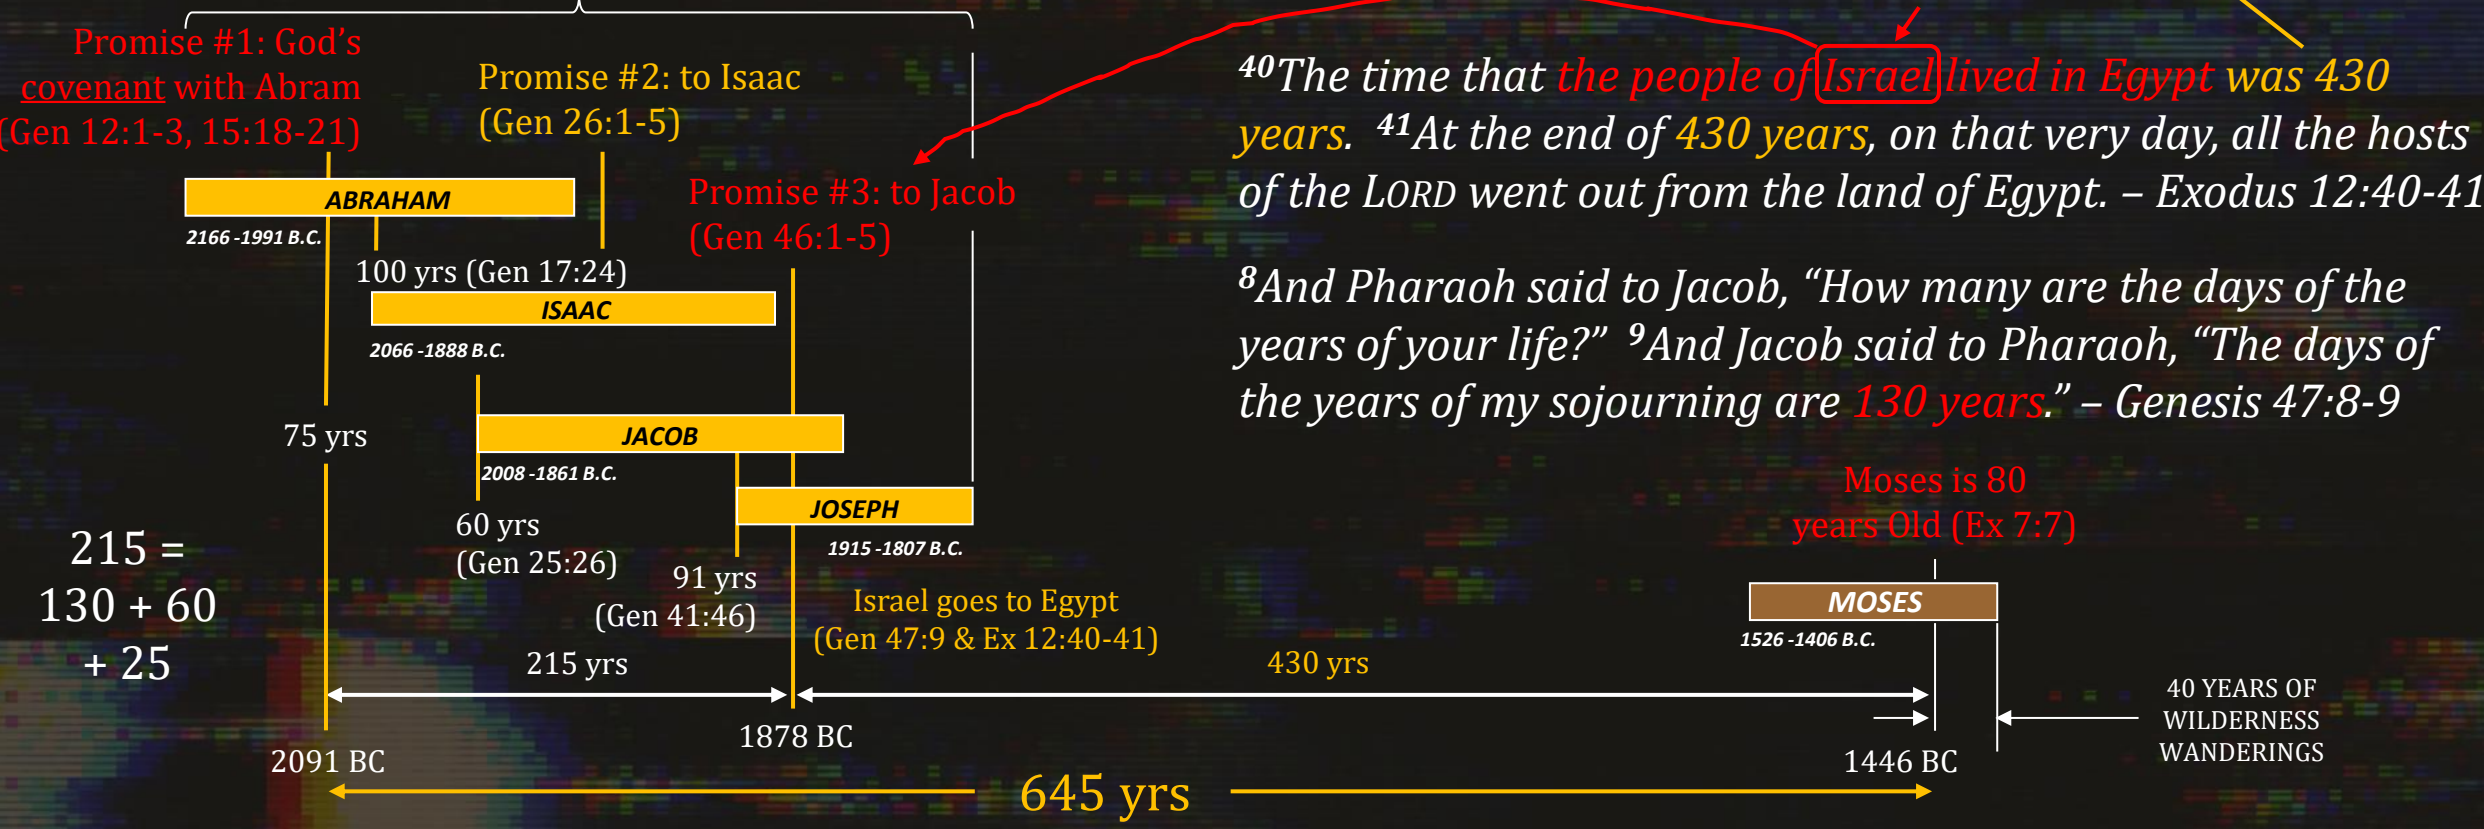 Promise #1: God's
covenant with Abram
(Gen 12:1-3, 15:18-21)
Promise #2: to Isaac
(Gen 26:1-5)
Promise #3: to Jacob
(Gen 46:1-5)
ABRAHAM
2166 -1991 B.C.
100 yrs (Gen 17:24)
ISAAC
2066 -1888 B.C.
75 yrs
JACOB
2008 -1861 B.C.
60 yrs
(Gen 25:26)
JOSEPH
1915 -1807 B.C.
91 yrs
(Gen 41:46)
215 =
130 + 60
+ 25
Israel goes to Egypt
(Gen 47:9 & Ex 12:40-41)
215 yrs
430 yrs
2091 BC
1878 BC
645 yrs
40The time that the people of Israel lived in Egypt was 430
years. 41At the end of 430 years, on that very day, all the hosts
of the LORD went out from the land of Egypt. – Exodus 12:40-41
8And Pharaoh said to Jacob, “How many are the days of the
years of your life?” 9And Jacob said to Pharaoh, “The days of
the years of my sojourning are 130 years.” – Genesis 47:8-9
Moses is 80
years Old (Ex 7:7)
MOSES
1526 -1406 B.C.
1446 BC
40 YEARS OF
WILDERNESS
WANDERINGS